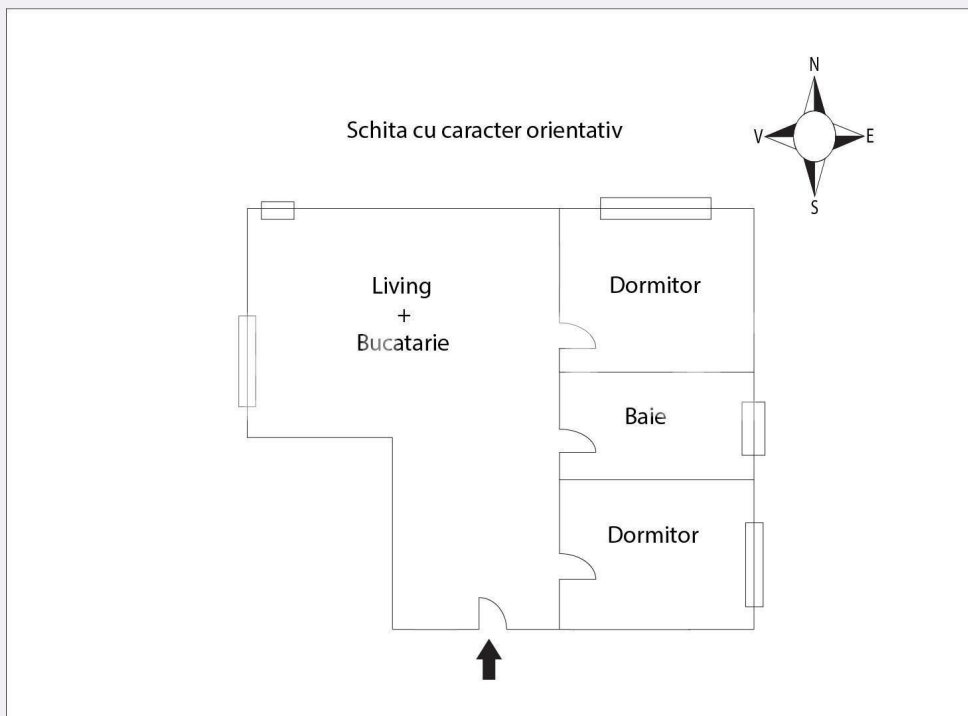 N
Schita cu caracter orientativ
V
E
S
Living
+
Bucatarie
Dormitor
Baie
Dormitor